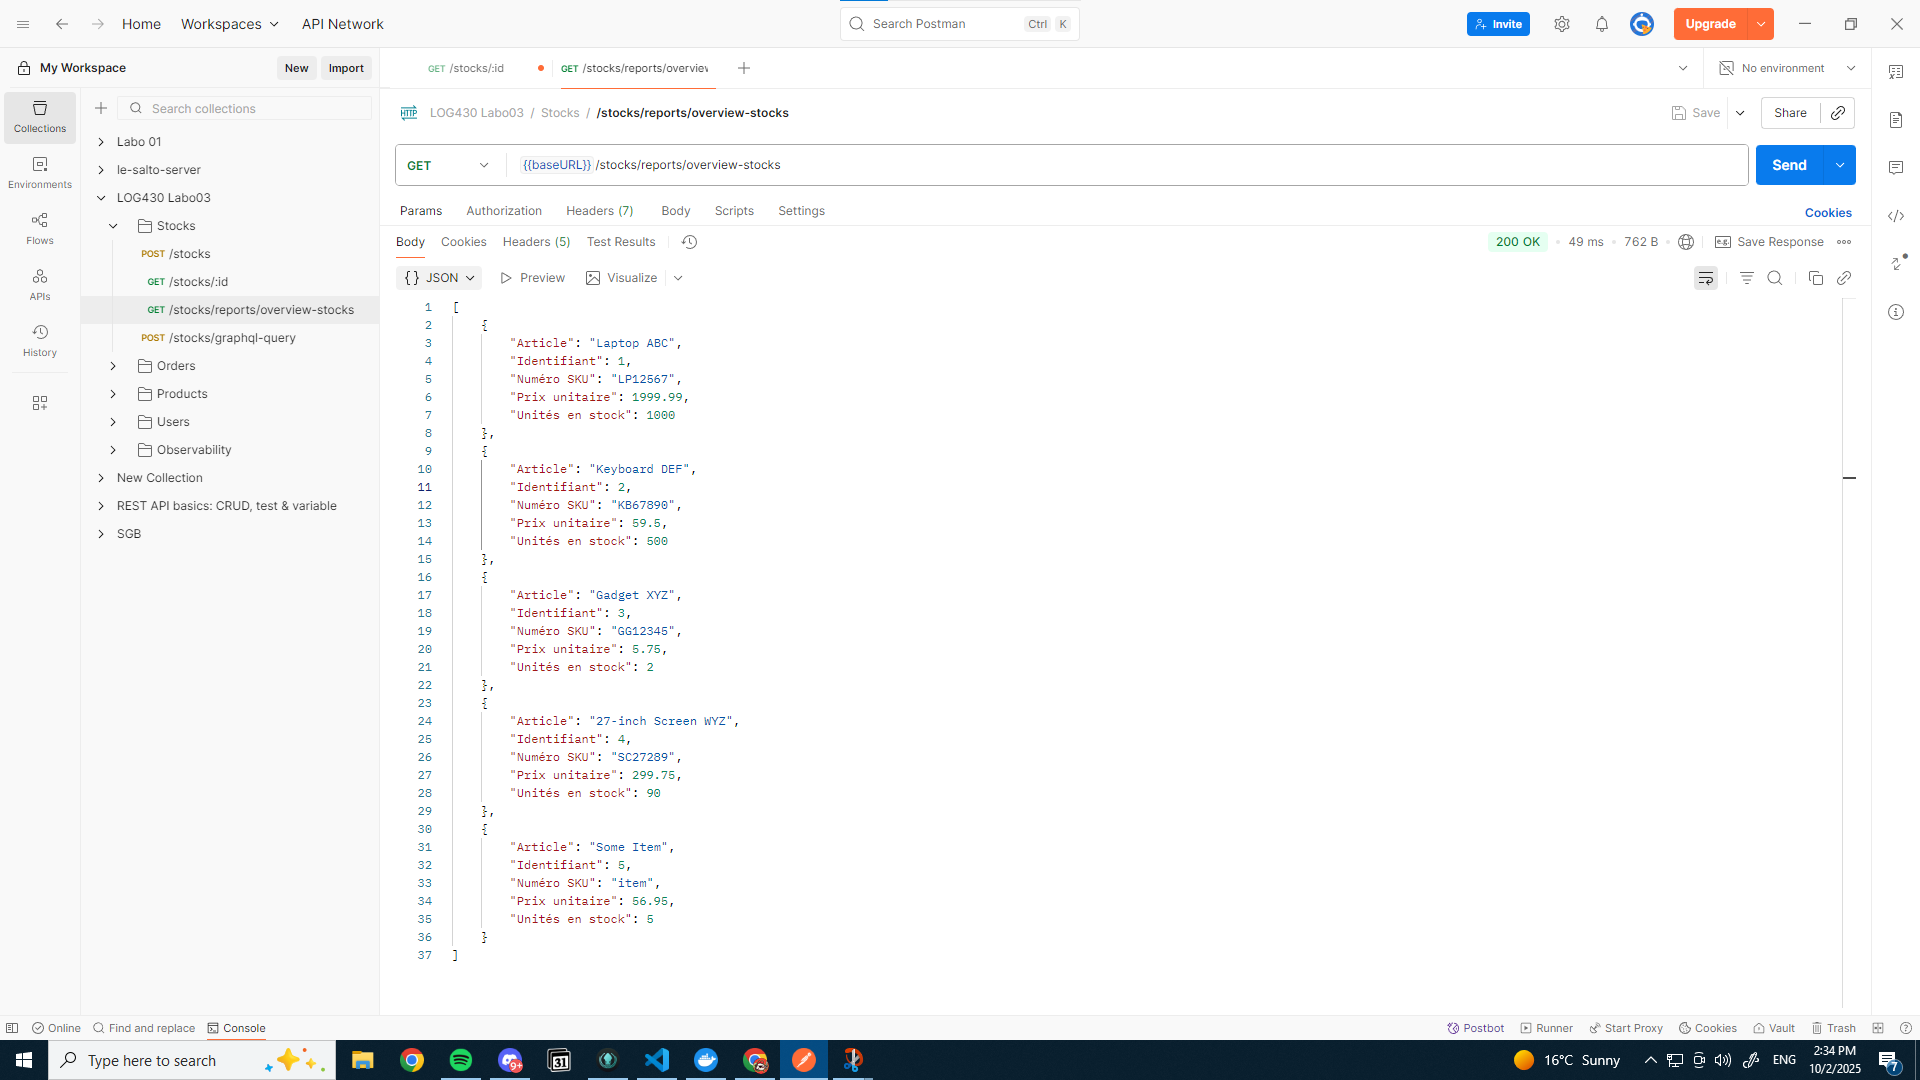 Home
Workspaces
API Network
Search Postman
Ctrl
K
Invite
Upgrade
My Workspace
New
Import
GET /stocks/:id
GET /stocks/reports/overview
No environment
Collections
Environments
Flows
APIs
History
Search collections
Labo 01
le-salto-server
LOG430 Labo03
Stocks
POST /stocks
GET /stocks/:id
GET /stocks/reports/overview-stocks
POST /stocks/graphql-query
Orders
Products
Users
Observability
New Collection
REST API basics: CRUD, test & variable
SGB
HTTP
LOG430 Labo03 / Stocks / /stocks/reports/overview-stocks
Save
Share
GET
{{baseURL}}/stocks/reports/overview-stocks
Send
Params
Authorization
Headers (7)
Body
Scripts
Settings
Cookies
Body
Cookies
Headers (5)
Test Results
200 OK
49 ms
762 B
e.g.
Save Response
{} JSON
Preview
Visualize
1 [
2 {
3 "Article": "Laptop ABC",
4 "Identifiant": 1,
5 "Numéro SKU": "LP12567",
6 "Prix unitaire": 1999.99,
7 "Unités en stock": 1000
8 },
9 {
10 "Article": "Keyboard DEF",
11 "Identifiant": 2,
12 "Numéro SKU": "KB67890",
13 "Prix unitaire": 59.5,
14 "Unités en stock": 500
15 },
16 {
17 "Article": "Gadget XYZ",
18 "Identifiant": 3,
19 "Numéro SKU": "GG12345",
20 "Prix unitaire": 5.75,
21 "Unités en stock": 2
22 },
23 {
24 "Article": "27-inch Screen WYZ",
25 "Identifiant": 4,
26 "Numéro SKU": "SC27289",
27 "Prix unitaire": 299.75,
28 "Unités en stock": 90
29 },
30 {
31 "Article": "Some Item",
32 "Identifiant": 5,
33 "Numéro SKU": "item",
34 "Prix unitaire": 56.95,
35 "Unités en stock": 5
36 }
37 ]
Online
Find and replace
Console
Postbot
Runner
Start Proxy
Cookies
Vault
Trash
Type here to search
31
9+
16°C Sunny
ENG
2:34 PM
10/2/2025
7